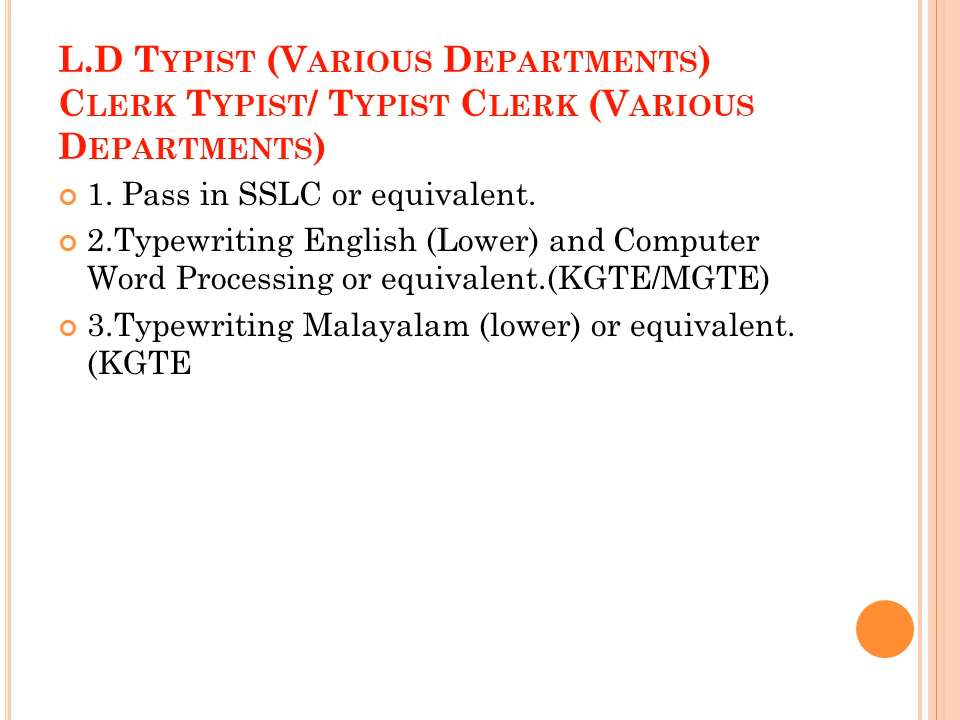 L.D TYPIST (VARIOUS DEPARTMENTS)
CLERK TYPIST/ TYPIST CLERK (VARIOUS
DEPARTMENTS)
1. Pass in SSLC or equivalent.
2.Typewriting English (Lower) and Computer
Word Processing or equivalent.(KGTE/MGTE)
3.Typewriting Malayalam (lower) or equivalent.
(KGTE